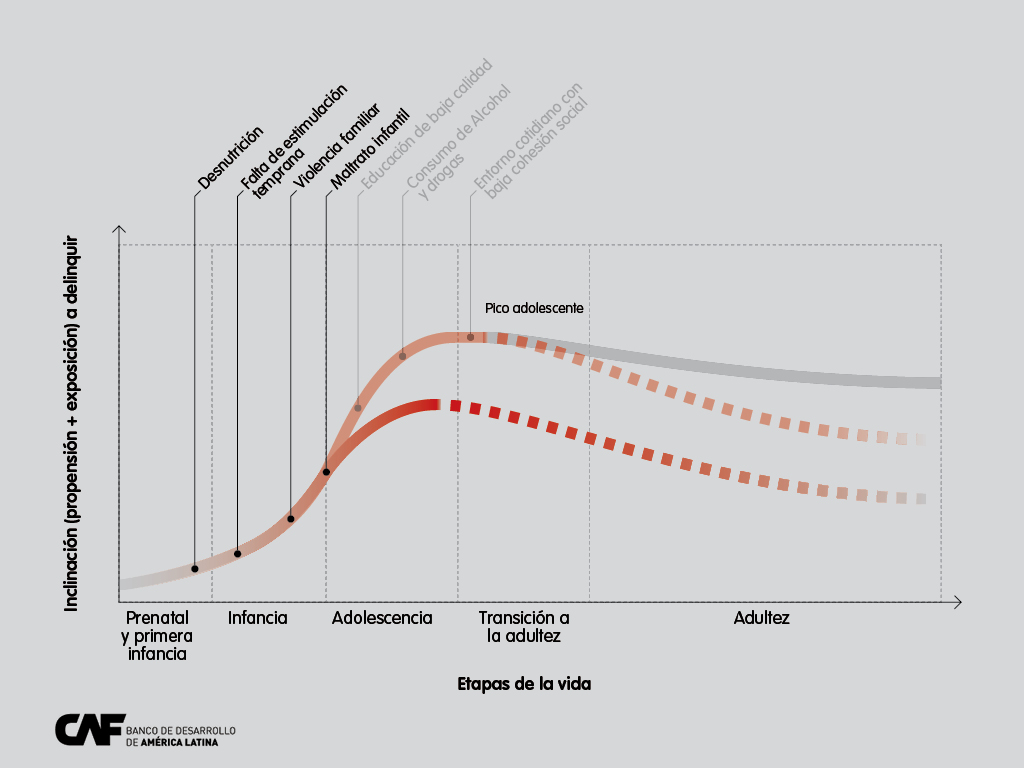 Desnutrición
Falta de estimulación
temprana
Violencia familiar
Maltrato infantil
Educación de baja calidad
Consumo de Alcohol
y drogas
Entorno cotidiano con
baja cohesión social
Inclinación (propensión + exposición) a delinquir
Pico adolescente
Prenatal
y primera
infancia
Infancia
Adolescencia
Transición a
la adultez
Adultez
Etapas de la vida
CAF
BANCO DE DESARROLLO
DE AMÉRICA LATINA